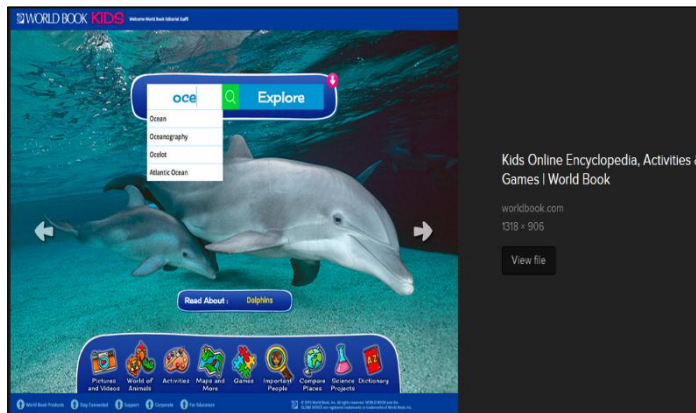 WORLD BOOK KIDS Welcome World Book Editorial Staff!
oce Explore
Ocean
Oceanography
Ocelot
Atlantic Ocean
Read About : Dolphins
Pictures and Videos
World of Animals
Activities
Maps and More
Games
Important People
Compare Places
Science Projects
Dictionary
World Book Products Stay Connected Support Corporate For Educators
Kids Online Encyclopedia, Activities &
Games | World Book
worldbook.com
1318 × 906
View file